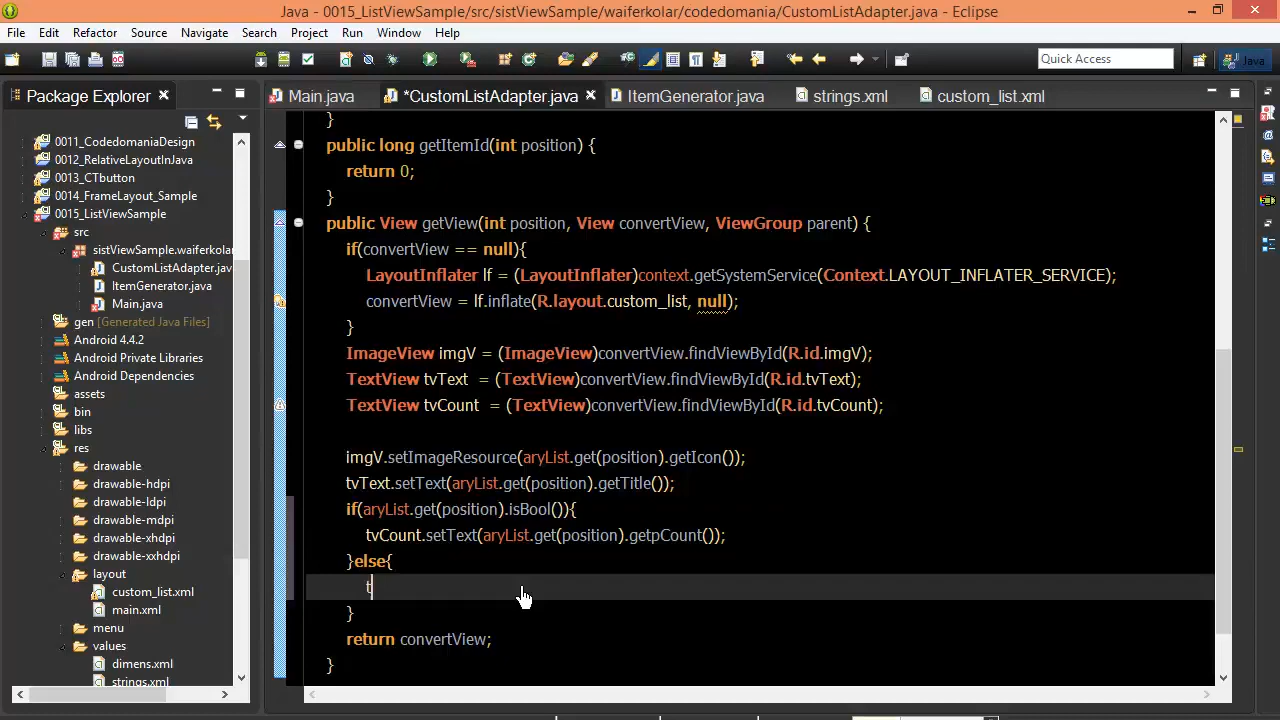 Java - 0015_ListViewSample/src/sistViewSample/waiferkolar/codedomania/CustomListAdapter.java - Eclipse
File Edit Refactor Source Navigate Search Project Run Window Help
Quick Access Java
Package Explorer
Main.java *CustomListAdapter.java ItemGenerator.java strings.xml custom_list.xml
0011_CodedomaniaDesign
0012_RelativeLayoutInJava
0013_CTbutton
0014_FrameLayout_Sample
0015_ListViewSample
src
sistViewSample.waiferkolar
CustomListAdapter.jav
ItemGenerator.java
Main.java
gen [Generated Java Files]
Android 4.4.2
Android Private Libraries
Android Dependencies
assets
bin
libs
res
drawable
drawable-hdpi
drawable-ldpi
drawable-mdpi
drawable-xhdpi
drawable-xxhdpi
layout
custom_list.xml
main.xml
menu
values
dimens.xml
strings.xml
}
public long getItemId(int position) {
return 0;
}
public View getView(int position, View convertView, ViewGroup parent) {
if(convertView == null){
LayoutInflater lf = (LayoutInflater)context.getSystemService(Context.LAYOUT_INFLATER_SERVICE);
convertView = lf.inflate(R.layout.custom_list, null);
}
ImageView imgV = (ImageView)convertView.findViewById(R.id.imgV);
TextView tvText = (TextView)convertView.findViewById(R.id.tvText);
TextView tvCount = (TextView)convertView.findViewById(R.id.tvCount);
imgV.setImageResource(aryList.get(position).getIcon());
tvText.setText(aryList.get(position).getTitle());
if(aryList.get(position).isBool()){
tvCount.setText(aryList.get(position).getpCount());
}else{
t
}
return convertView;
}